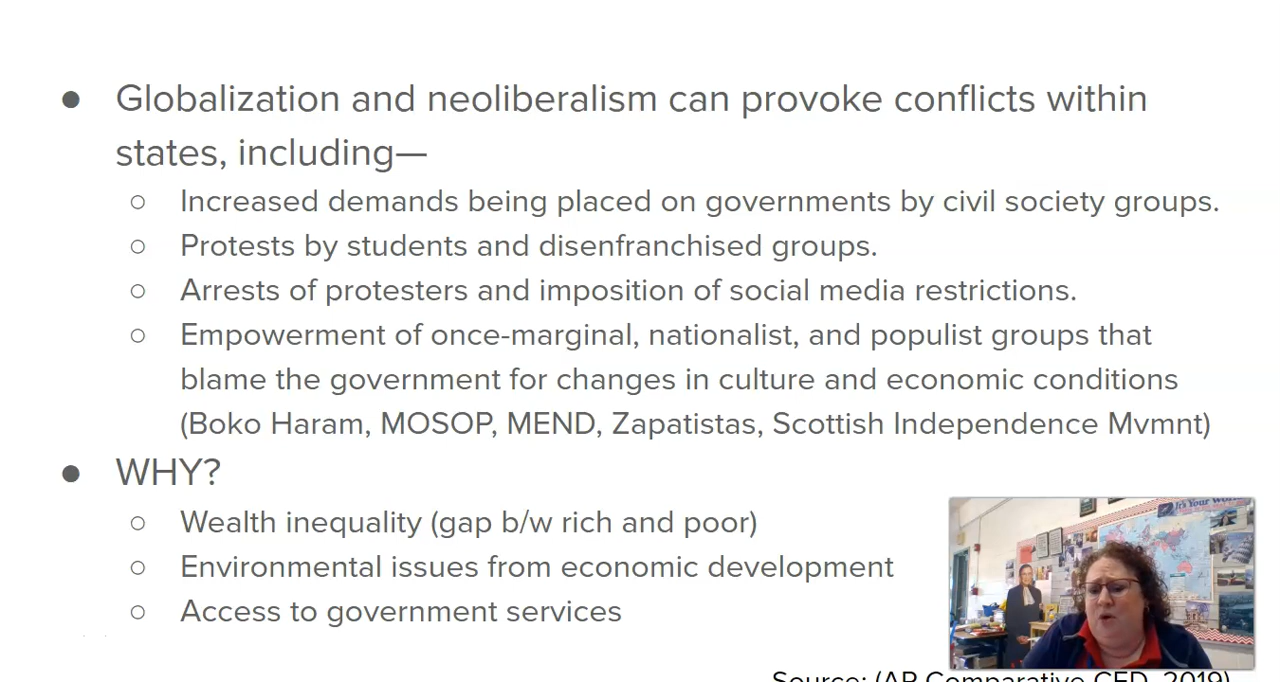 ● Globalization and neoliberalism can provoke conflicts within
states, including—
○ Increased demands being placed on governments by civil society groups.
○ Protests by students and disenfranchised groups.
○ Arrests of protesters and imposition of social media restrictions.
○ Empowerment of once-marginal, nationalist, and populist groups that
blame the government for changes in culture and economic conditions
(Boko Haram, MOSOP, MEND, Zapatistas, Scottish Independence Mvmnt)
● WHY?
○ Wealth inequality (gap b/w rich and poor)
○ Environmental issues from economic development
○ Access to government services
It's Your
Source: (AP Comparative CED, 2019)